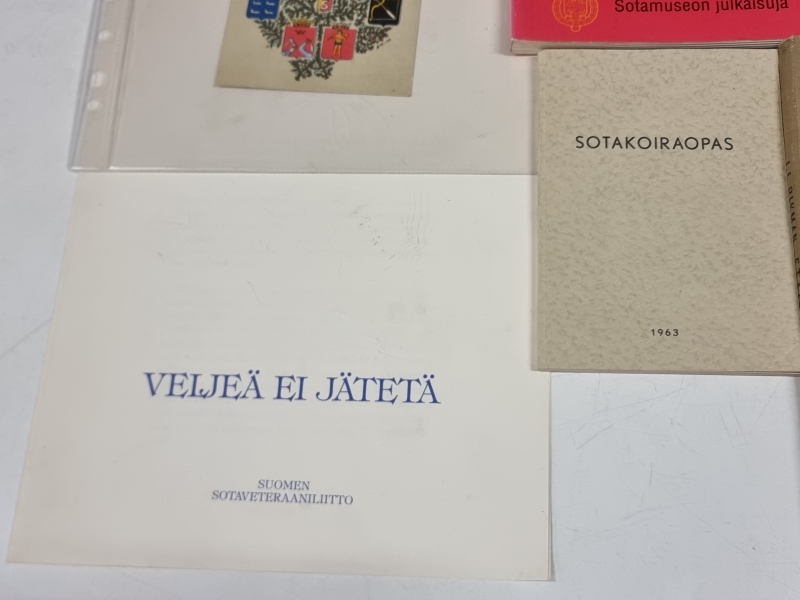 Sotamuseon julkaisuja
SOTAKOIRAOPAS
1963
VELJEÄ EI JÄTETÄ
SUOMEN
SOTAVETERAANILIITTO